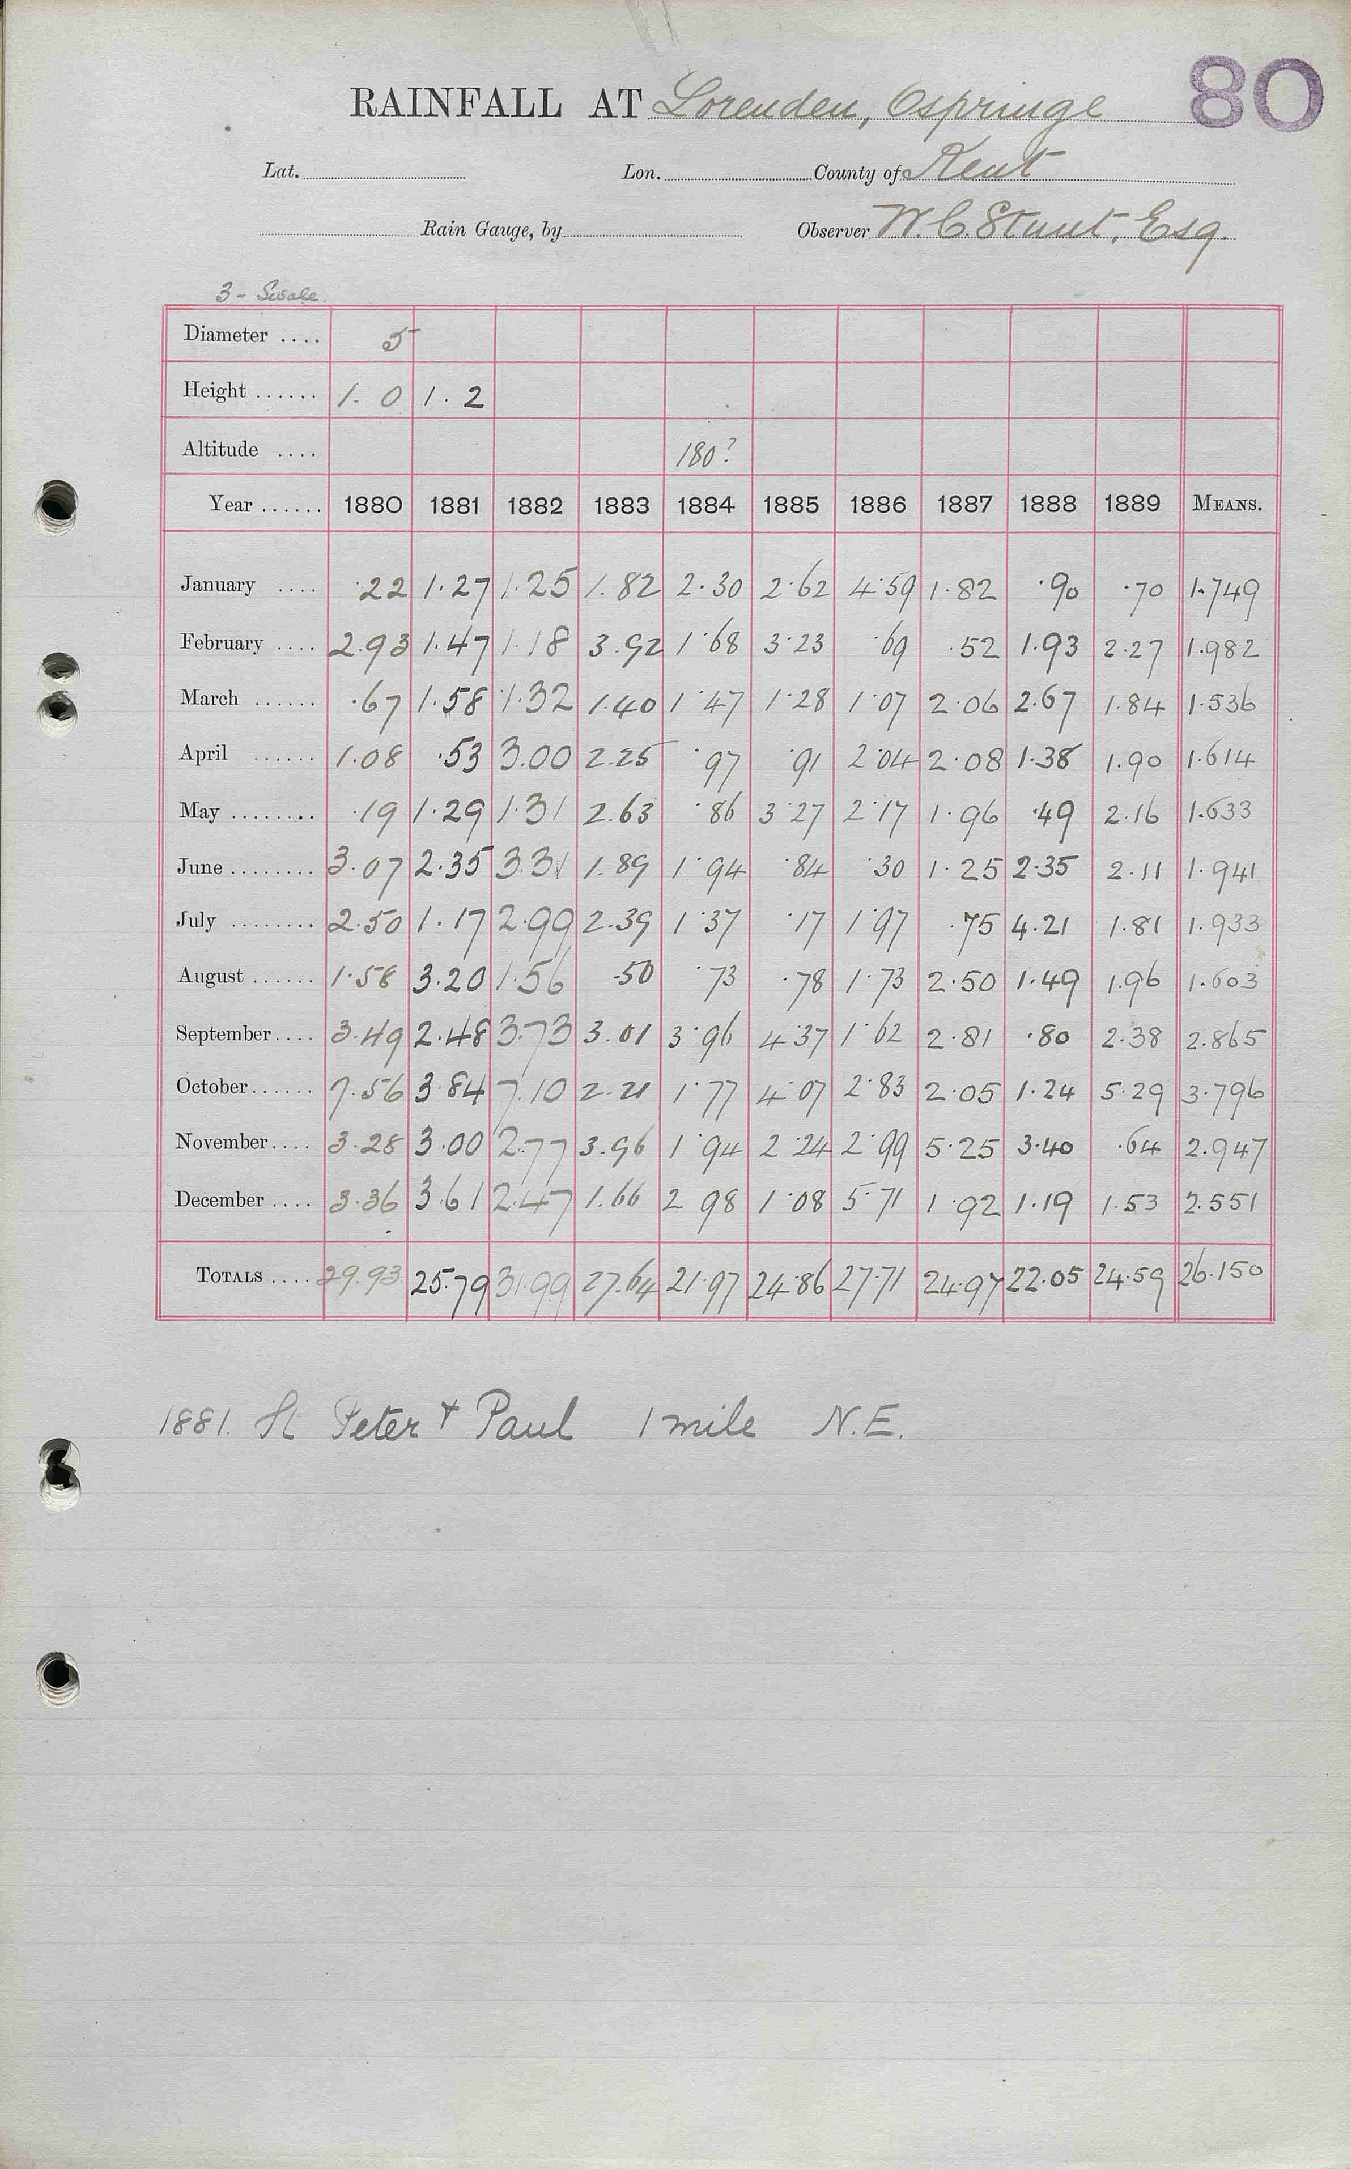 80
RAINFALL AT Lorenden, Ospringe
Lat. Lon. County of Kent
Rain Gauge, by Observer W. C. Stunt, Esq.
3 - Swale
Diameter .... 5
Height ...... 1. 0 1. 2
Altitude .... 180?
Year ...... 1880 1881 1882 1883 1884 1885 1886 1887 1888 1889 MEANS.
January .... ·22 1·27 1·25 1.82 2·30 2·62 4·59 1·82 ·90 ·70 1·749
February .... 2.93 1.47 1·18 3.92 1·68 3·23 ·69 ·52 1.93 2·27 1·982
March ...... ·67 1·58 1·32 1.40 1·47 1·28 1·07 2·06 2.67 1.84 1·536
April ...... 1.08 ·53 3.00 2.25 ·97 ·91 2·04 2·08 1·38 1.90 1·614
May ........ ·19 1·29 1·31 2.63 ·86 3·27 2·17 1·96 ·49 2·16 1·633
June ........ 3.07 2.35 3.31 1.89 1·94 ·84 ·30 1·25 2·35 2·11 1·941
July ........ 2.50 1.17 2.99 2.39 1·37 ·17 1·97 ·75 4.21 1.81 1.933
August ...... 1·58 3.20 1·56 ·50 ·73 ·78 1·73 2·50 1·49 1.96 1·603
September .... 3.49 2.48 3.73 3.01 3·96 4·37 1·62 2·81 ·80 2·38 2.865
October ...... 7.56 3.84 7.10 2.21 1·77 4·07 2·83 2·05 1·24 5·29 3·796
November .... 3·28 3.00 2.77 3.96 1·94 2·24 2·99 5·25 3·40 ·64 2.947
December .... 3·36 3.61 2.47 1.66 2·98 1·08 5·71 1·92 1·19 1·53 2.551
TOTALS .... 29.93 25.79 31.99 27.64 21·97 24·86 27·71 24·97 22·05 24·59 26·150
1881. St Peter & Paul 1 mile N.E.